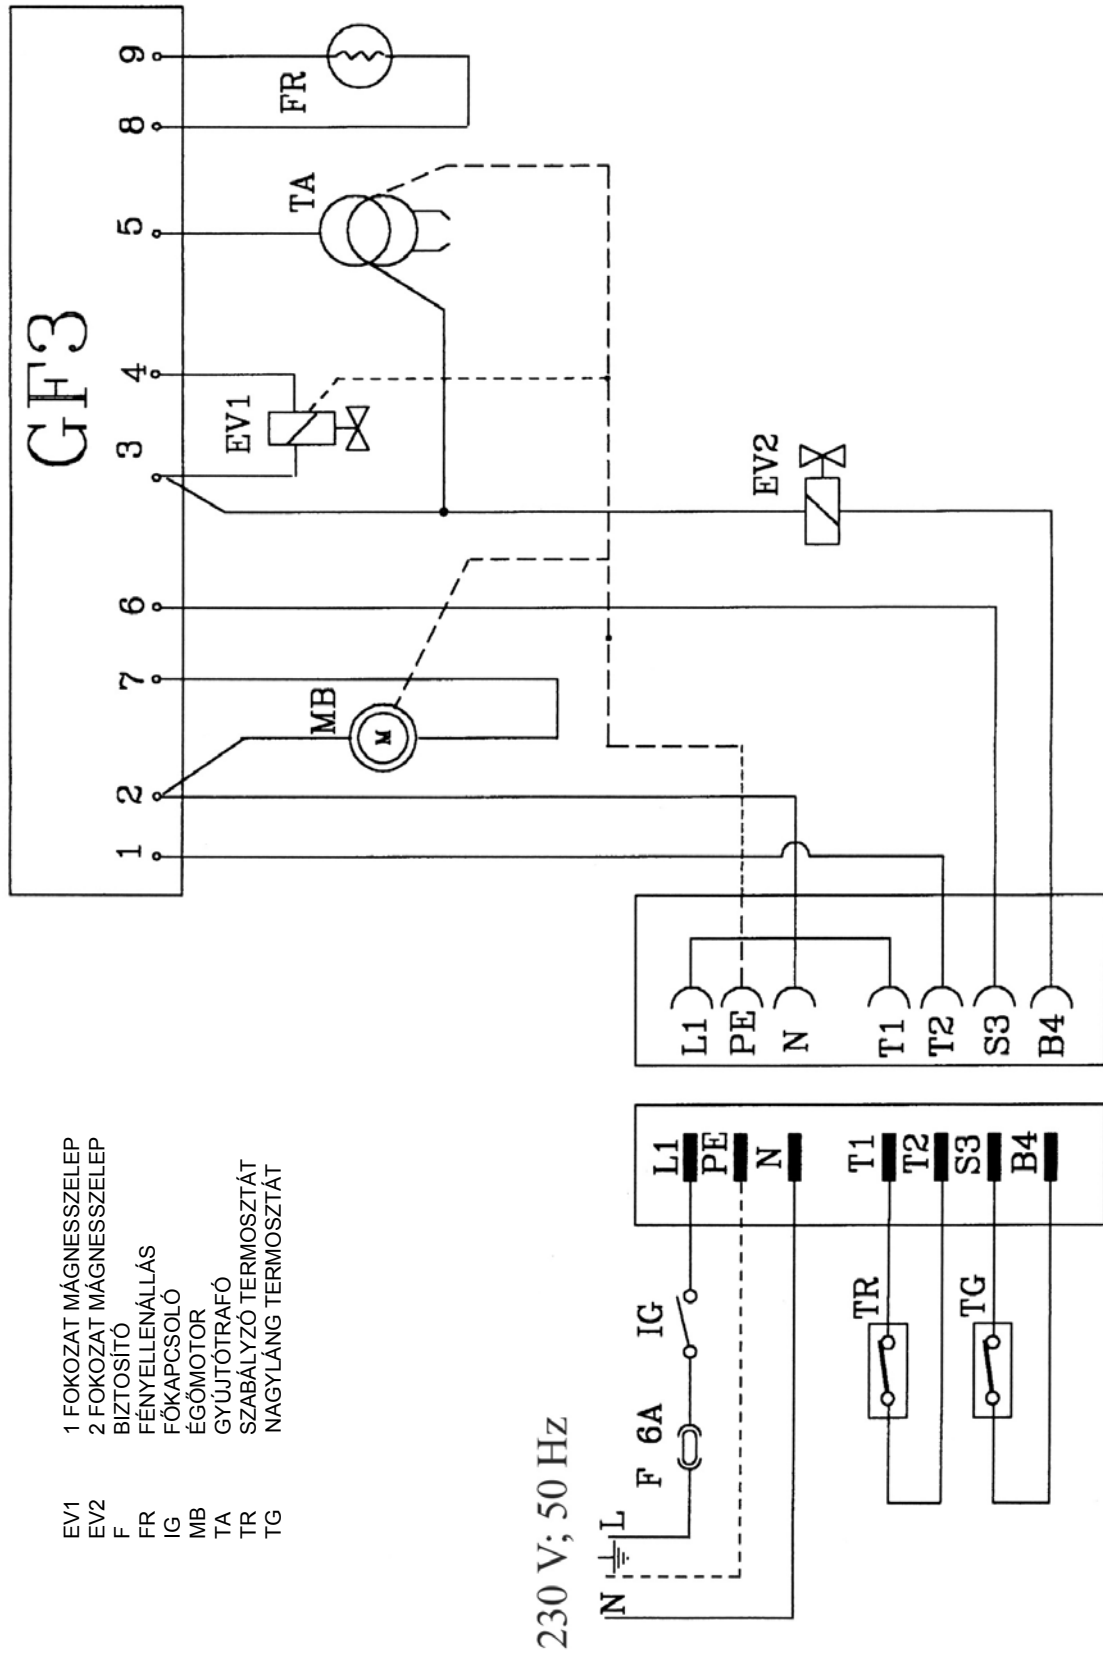 GF3
1 2 7 6 3 4 5 8 9
MB
EV1
TA
FR
EV2
M
L1
PE
N
T1
T2
S3
B4
L1
PE
N
T1
T2
S3
B4
230 V; 50 Hz
N
L
F 6A
IG
TR
TG
EV1 1 FOKOZAT MÁGNESSZELEP
EV2 2 FOKOZAT MÁGNESSZELEP
F BIZTOSÍTÓ
FR FÉNYELLENÁLLÁS
IG FŐKAPCSOLÓ
MB ÉGŐMOTOR
TA GYÚJTÓTRAFÓ
TR SZABÁLYZÓ TERMOSZTÁT
TG NAGYLÁNG TERMOSZTÁT